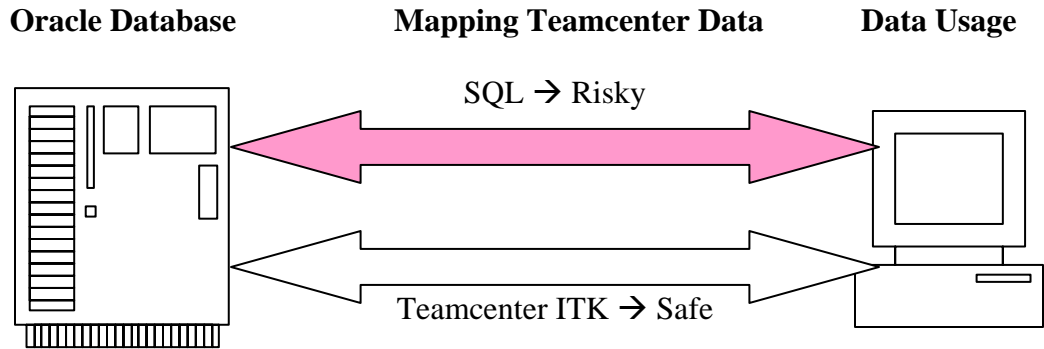 Oracle Database
Mapping Teamcenter Data
Data Usage
SQL → Risky
Teamcenter ITK → Safe